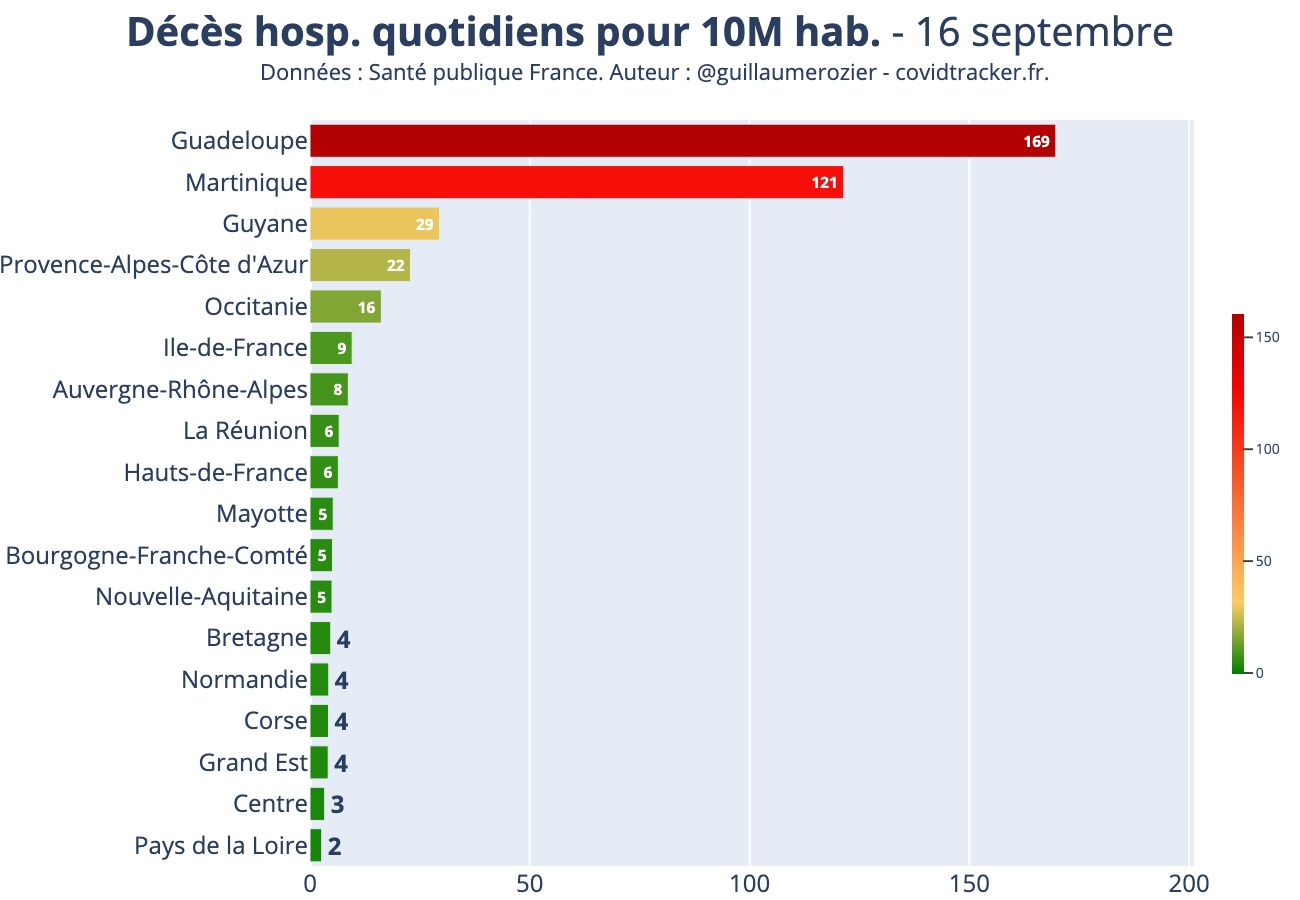 Décès hosp. quotidiens pour 10M hab. - 16 septembre
Données : Santé publique France. Auteur : @guillaumerozier - covidtracker.fr.
Guadeloupe 169
Martinique 121
Guyane 29
Provence-Alpes-Côte d'Azur 22
Occitanie 16
Ile-de-France 9
Auvergne-Rhône-Alpes 8
La Réunion 6
Hauts-de-France 6
Mayotte 5
Bourgogne-Franche-Comté 5
Nouvelle-Aquitaine 5
Bretagne 4
Normandie 4
Corse 4
Grand Est 4
Centre 3
Pays de la Loire 2
0 50 100 150 200
150
100
50
0